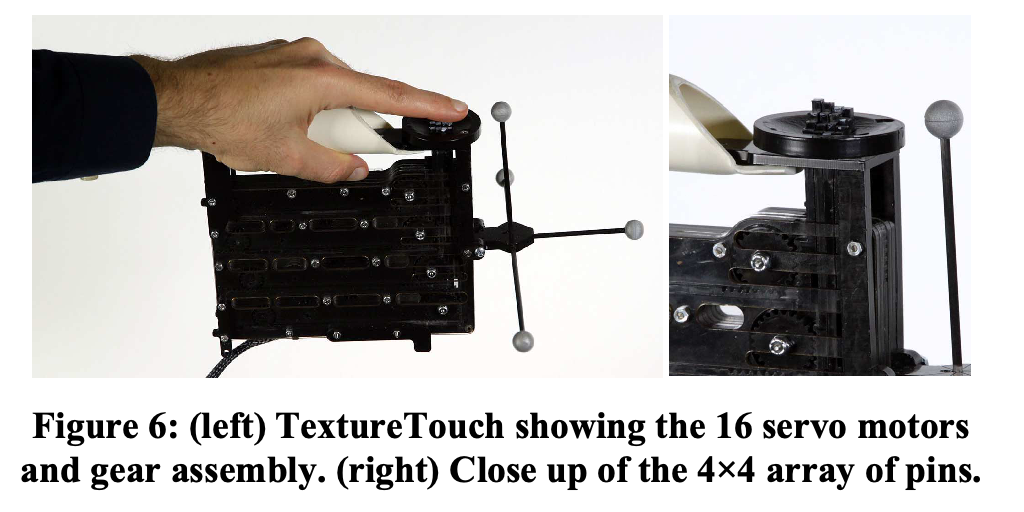 Figure 6: (left) TextureTouch showing the 16 servo motors
and gear assembly. (right) Close up of the 4×4 array of pins.